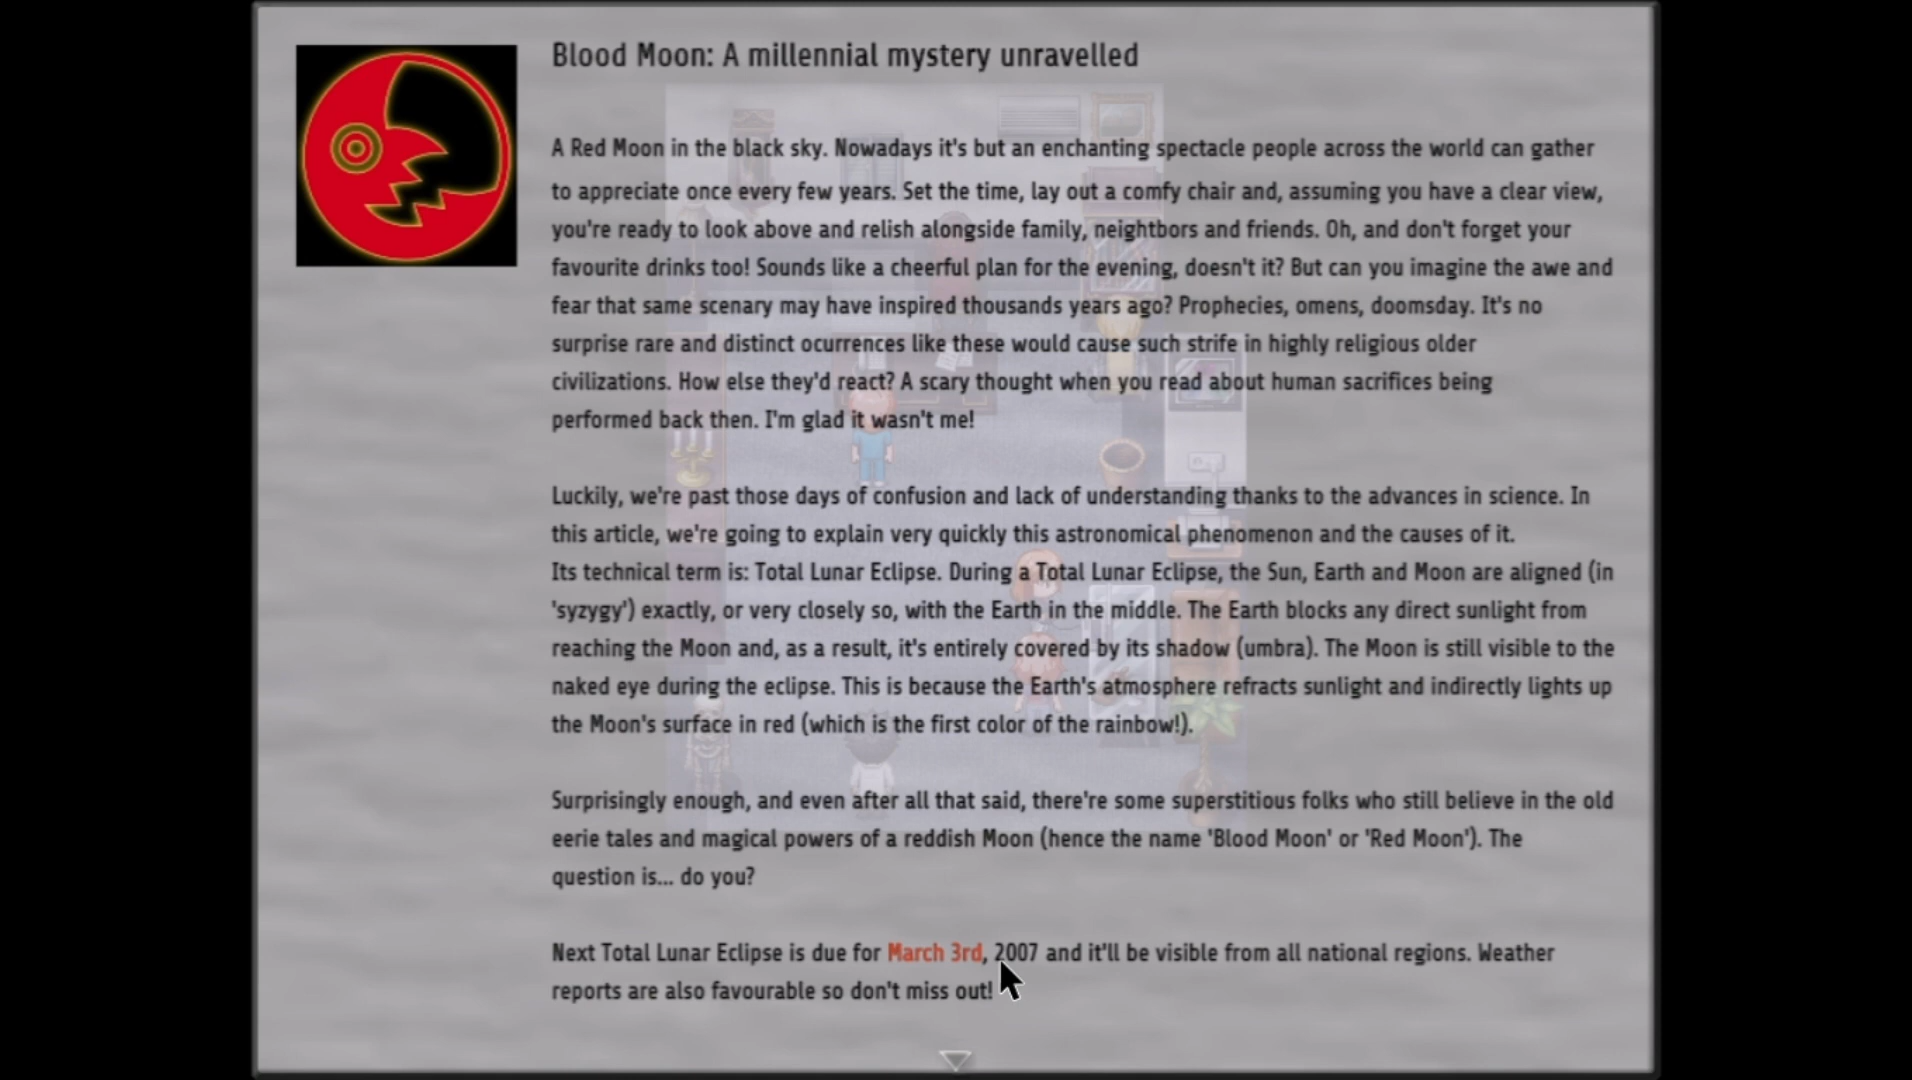 Blood Moon: A millennial mystery unravelled
A Red Moon in the black sky. Nowadays it's but an enchanting spectacle people across the world can gather
to appreciate once every few years. Set the time, lay out a comfy chair and, assuming you have a clear view,
you're ready to look above and relish alongside family, neightbors and friends. Oh, and don't forget your
favourite drinks too! Sounds like a cheerful plan for the evening, doesn't it? But can you imagine the awe and
fear that same scenary may have inspired thousands years ago? Prophecies, omens, doomsday. It's no
surprise rare and distinct ocurrences like these would cause such strife in highly religious older
civilizations. How else they'd react? A scary thought when you read about human sacrifices being
performed back then. I'm glad it wasn't me!
Luckily, we're past those days of confusion and lack of understanding thanks to the advances in science. In
this article, we're going to explain very quickly this astronomical phenomenon and the causes of it.
Its technical term is: Total Lunar Eclipse. During a Total Lunar Eclipse, the Sun, Earth and Moon are aligned (in
'syzygy') exactly, or very closely so, with the Earth in the middle. The Earth blocks any direct sunlight from
reaching the Moon and, as a result, it's entirely covered by its shadow (umbra). The Moon is still visible to the
naked eye during the eclipse. This is because the Earth's atmosphere refracts sunlight and indirectly lights up
the Moon's surface in red (which is the first color of the rainbow!).
Surprisingly enough, and even after all that said, there're some superstitious folks who still believe in the old
eerie tales and magical powers of a reddish Moon (hence the name 'Blood Moon' or 'Red Moon'). The
question is... do you?
Next Total Lunar Eclipse is due for March 3rd, 2007 and it'll be visible from all national regions. Weather
reports are also favourable so don't miss out!